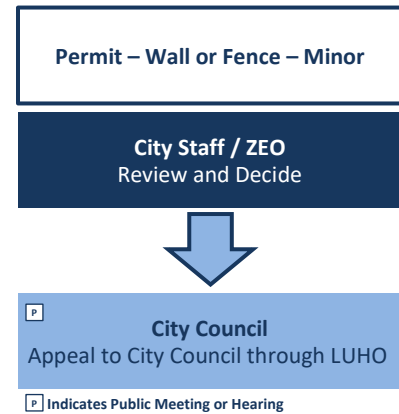 Permit – Wall or Fence – Minor
City Staff / ZEO
Review and Decide
P
City Council
Appeal to City Council through LUHO
P Indicates Public Meeting or Hearing